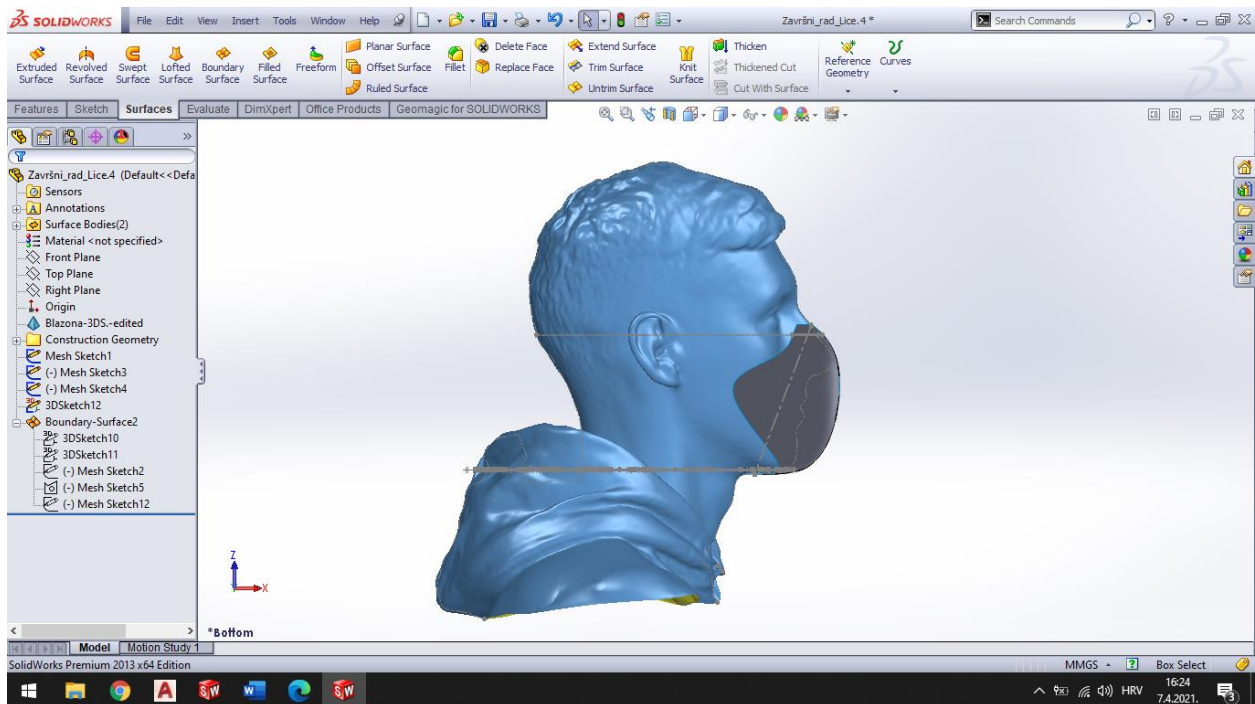 SOLIDWORKS File Edit View Insert Tools Window Help Završni_rad_Lice.4 * Search Commands
Extruded Surface
Revolved Surface
Swept Surface
Lofted Surface
Boundary Surface
Filled Surface
Freeform
Planar Surface
Offset Surface
Ruled Surface
Fillet
Delete Face
Replace Face
Extend Surface
Trim Surface
Untrim Surface
Knit Surface
Thicken
Thickened Cut
Cut With Surface
Reference Geometry
Curves
Features Sketch Surfaces Evaluate DimXpert Office Products Geomagic for SOLIDWORKS
Završni_rad_Lice.4 (Default<<Defa
Sensors
Annotations
Surface Bodies(2)
Material <not specified>
Front Plane
Top Plane
Right Plane
Origin
Blazona-3DS.-edited
Construction Geometry
Mesh Sketch1
(-) Mesh Sketch3
(-) Mesh Sketch4
3DSketch12
Boundary-Surface2
3DSketch10
3DSketch11
(-) Mesh Sketch2
(-) Mesh Sketch5
(-) Mesh Sketch12
Z
X
*Bottom
Model Motion Study 1
SolidWorks Premium 2013 x64 Edition MMGS Box Select
HRV 16:24
7.4.2021.